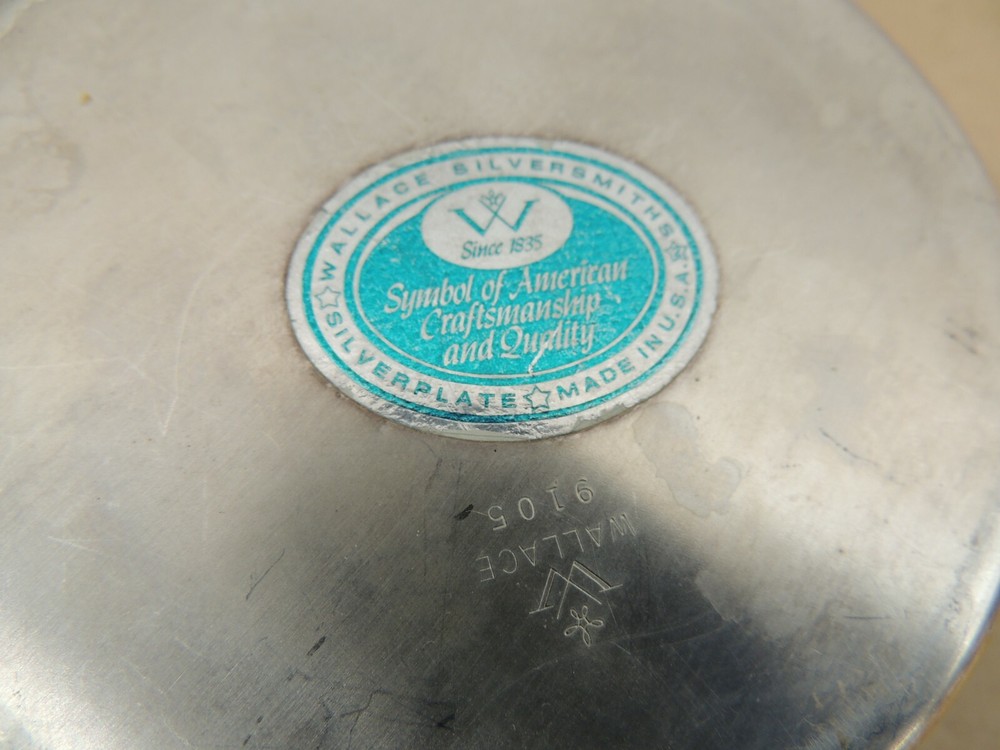 WALLACE SILVERSMITHS
W
Since 1835
Symbol of American
Craftsmanship
and Quality
SILVERPLATE ☆ MADE IN U.S.A. ☆
W
WALLACE
9105